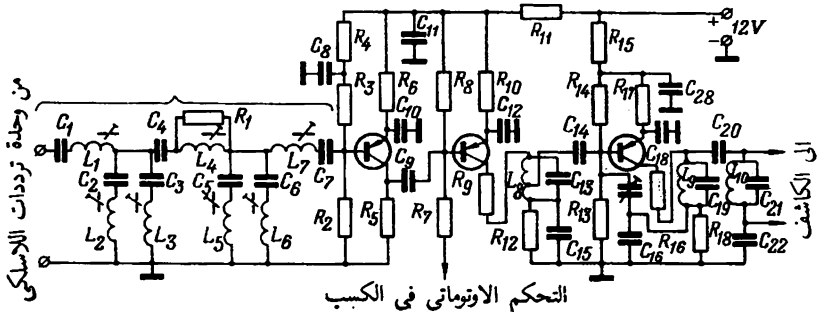 من وحدة ترددات اللاسلكى
C1
L1
C2
L2
C3
L3
C4
R1
L4
C5
L5
C6
L6
L7
C7
C8
R4
R3
R2
C11
R6
C10
C9
R5
R8
R7
R10
C12
R9
R11
L8
C13
R12
C15
C14
R15
R14
R13
R17
C28
C18
C16
R16
L9
C19
R18
C20
L10
C21
C22
+
12V
-
الى الكاشف
التحكم الاوتوماتى فى الكسب